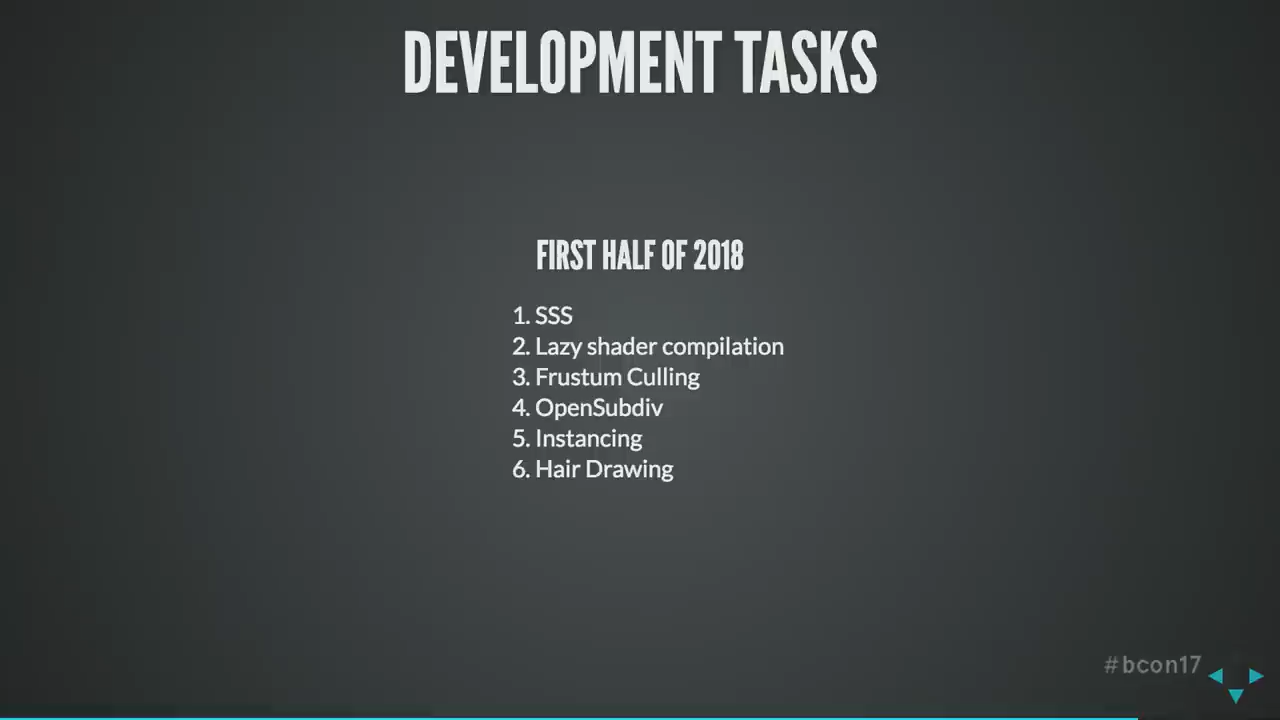 DEVELOPMENT TASKS
FIRST HALF OF 2018
1. SSS
2. Lazy shader compilation
3. Frustum Culling
4. OpenSubdiv
5. Instancing
6. Hair Drawing
#bcon17